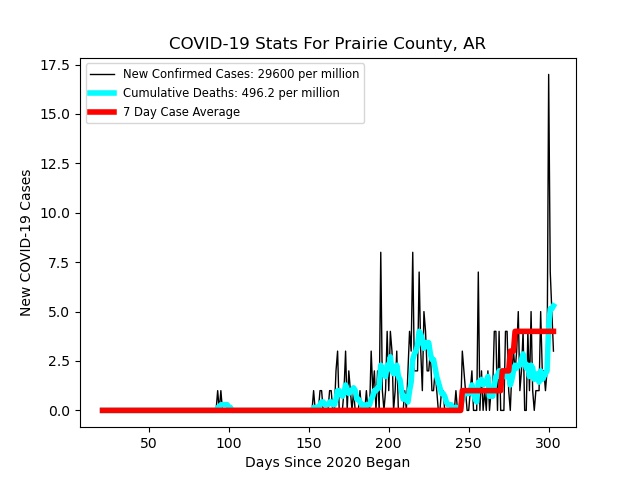 COVID-19 Stats For Prairie County, AR
17.5
15.0
12.5
10.0
7.5
5.0
2.5
0.0
New COVID-19 Cases
New Confirmed Cases: 29600 per million
Cumulative Deaths: 496.2 per million
7 Day Case Average
50 100 150 200 250 300
Days Since 2020 Began